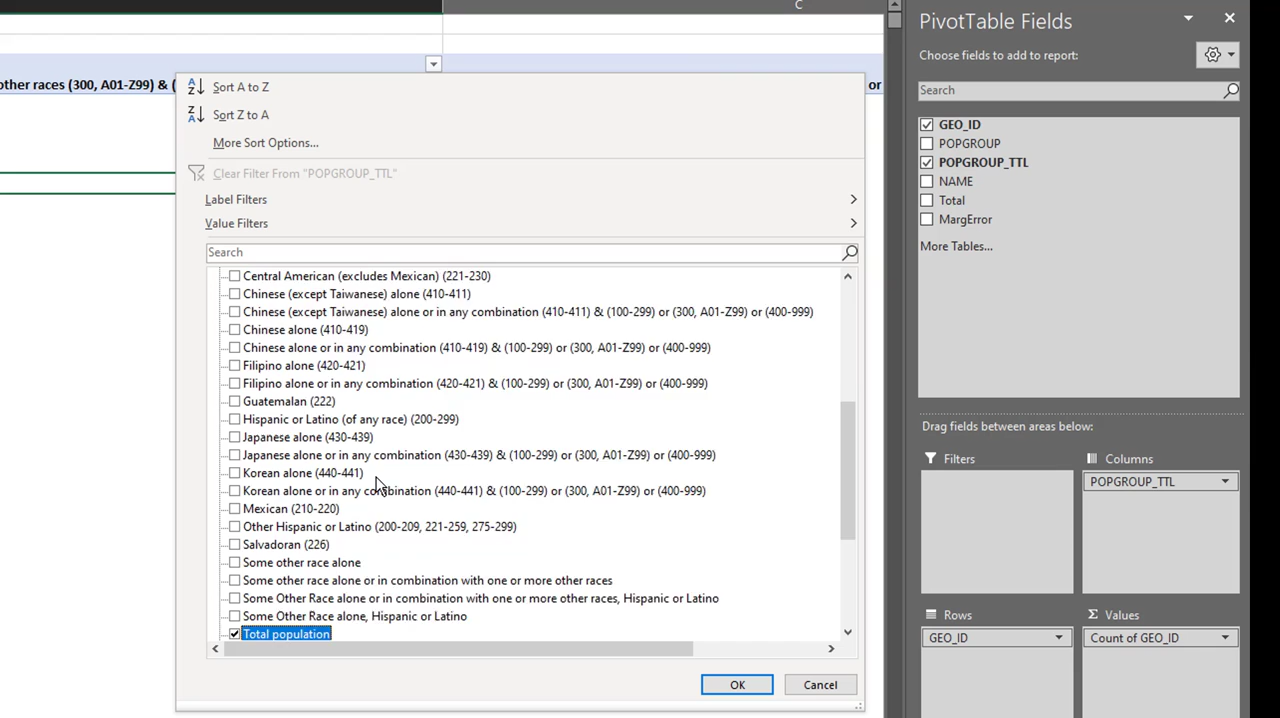 C
PivotTable Fields
Choose fields to add to report:
Search
GEO_ID
POPGROUP
POPGROUP_TTL
NAME
Total
MargError
More Tables...
Drag fields between areas below:
Filters
Columns
POPGROUP_TTL
Rows
Values
GEO_ID
Count of GEO_ID
other races (300, A01-Z99) & (
or
Sort A to Z
Sort Z to A
More Sort Options...
Clear Filter From "POPGROUP_TTL"
Label Filters
Value Filters
Search
Central American (excludes Mexican) (221-230)
Chinese (except Taiwanese) alone (410-411)
Chinese (except Taiwanese) alone or in any combination (410-411) & (100-299) or (300, A01-Z99) or (400-999)
Chinese alone (410-419)
Chinese alone or in any combination (410-419) & (100-299) or (300, A01-Z99) or (400-999)
Filipino alone (420-421)
Filipino alone or in any combination (420-421) & (100-299) or (300, A01-Z99) or (400-999)
Guatemalan (222)
Hispanic or Latino (of any race) (200-299)
Japanese alone (430-439)
Japanese alone or in any combination (430-439) & (100-299) or (300, A01-Z99) or (400-999)
Korean alone (440-441)
Korean alone or in any combination (440-441) & (100-299) or (300, A01-Z99) or (400-999)
Mexican (210-220)
Other Hispanic or Latino (200-209, 221-259, 275-299)
Salvadoran (226)
Some other race alone
Some other race alone or in combination with one or more other races
Some Other Race alone or in combination with one or more other races, Hispanic or Latino
Some Other Race alone, Hispanic or Latino
Total population
OK
Cancel